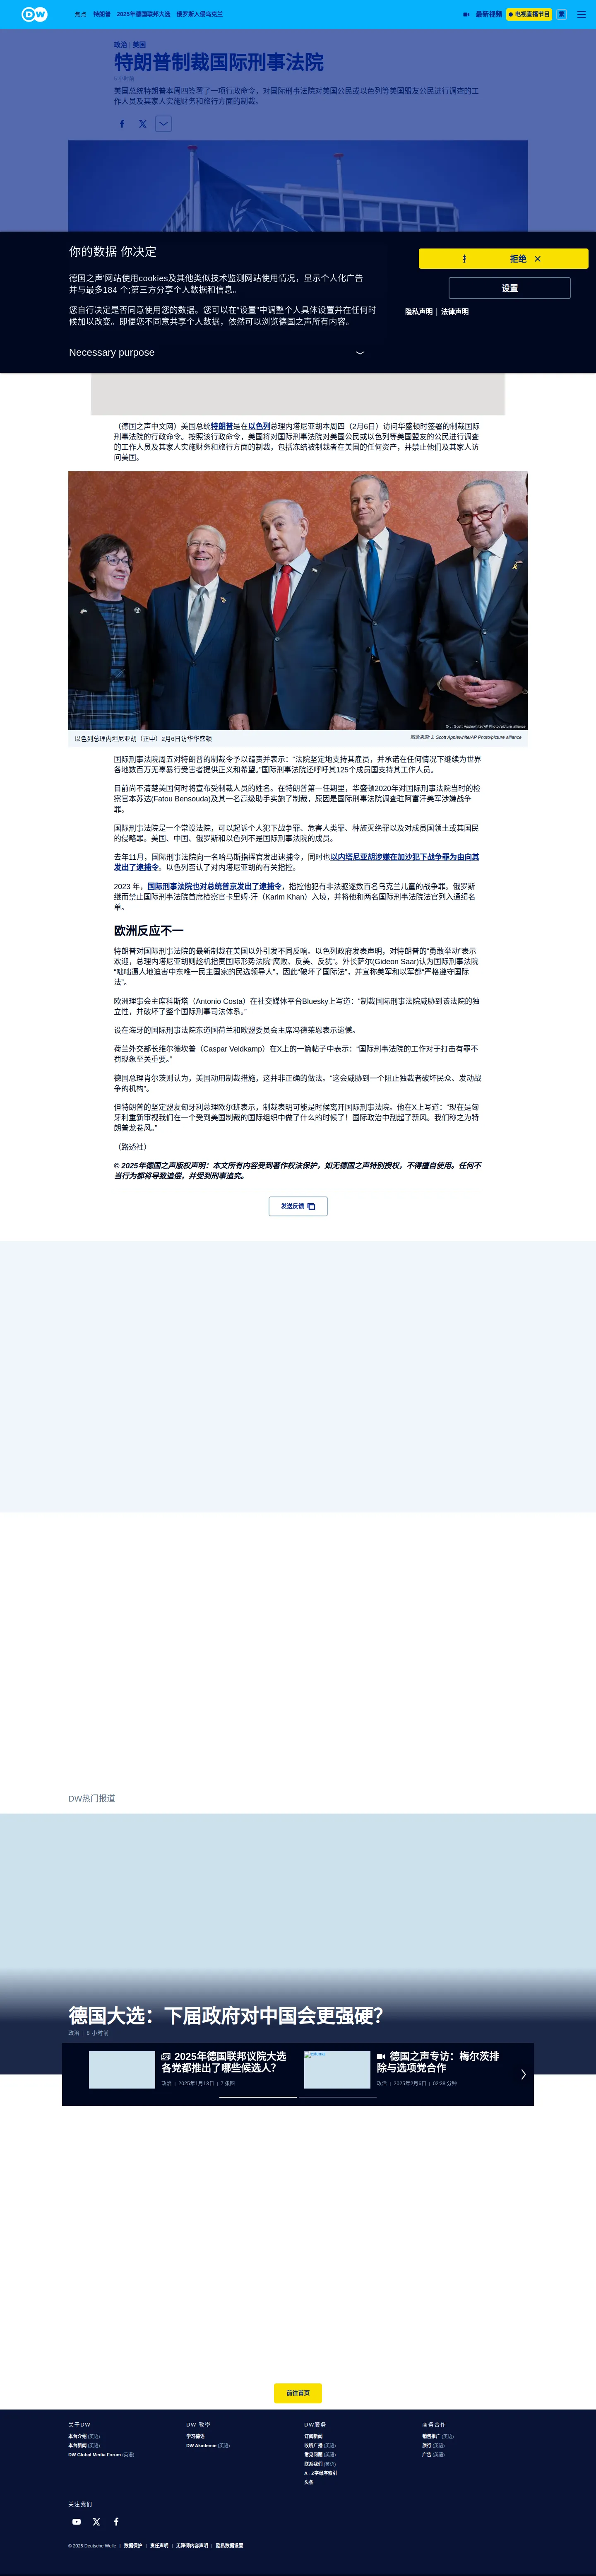 DW
焦点 特朗普 2025年德国联邦大选 俄罗斯入侵乌克兰
最新视频 电视直播节目 繁
政治 | 美国
特朗普制裁国际刑事法院
美国总统特朗普本周四签署了一项行政命令，对国际刑事法院对美国公民或以色列等美国盟友公民进行调查的工
作人员及其家人实施财务和旅行方面的制裁。
你的数据 你决定
德国之声'网站使用cookies及其他类似技术监测网站使用情况，显示个人化广告
并与最多184 个;第三方分享个人数据和信息。
您自行决定是否同意使用您的数据。您可以在“设置”中调整个人具体设置并在任何时
候加以改变。即便您不同意共享个人数据，依然可以浏览德国之声所有内容。
Necessary purpose
拒绝
设置
隐私声明 | 法律声明
（德国之声中文网）美国总统特朗普是在以色列总理内塔尼亚胡本周四（2月6日）访问华盛顿时签署的制裁国际
刑事法院的行政命令。按照该行政命令，美国将对国际刑事法院对美国公民或以色列等美国盟友的公民进行调查
的工作人员及其家人实施财务和旅行方面的制裁，包括冻结被制裁者在美国的任何资产，并禁止他们及其家人访
问美国。
© J. Scott Applewhite/AP Photo/picture alliance
以色列总理内坦尼亚胡（正中）2月6日访华华盛顿
图像来源: J. Scott Applewhite/AP Photo/picture alliance
国际刑事法院周五对特朗普的制裁令予以谴责并表示：“法院坚定地支持其雇员，并承诺在任何情况下继续为世界
各地数百万无辜暴行受害者提供正义和希望。”国际刑事法院还呼吁其125个成员国支持其工作人员。
目前尚不清楚美国何时将宣布受制裁人员的姓名。在特朗普第一任期里，华盛顿2020年对国际刑事法院当时的检
察官本苏达(Fatou Bensouda)及其一名高级助手实施了制裁，原因是国际刑事法院调查驻阿富汗美军涉嫌战争
罪。
国际刑事法院是一个常设法院，可以起诉个人犯下战争罪、危害人类罪、种族灭绝罪以及对成员国领土或其国民
的侵略罪。美国、中国、俄罗斯和以色列不是国际刑事法院的成员。
去年11月，国际刑事法院向一名哈马斯指挥官发出逮捕令，同时也以内塔尼亚胡涉嫌在加沙犯下战争罪为由向其
发出了逮捕令。以色列否认了对内塔尼亚胡的有关指控。
2023 年，国际刑事法院也对总统普京发出了逮捕令，指控他犯有非法驱逐数百名乌克兰儿童的战争罪。俄罗斯
继而禁止国际刑事法院首席检察官卡里姆·汗（Karim Khan）入境，并将他和两名国际刑事法院法官列入通缉名
单。
欧洲反应不一
特朗普对国际刑事法院的最新制裁在美国以外引发不同反响。以色列政府发表声明，对特朗普的“勇敢举动”表示
欢迎，总理内塔尼亚胡则趁机指责国际形势法院“腐败、反美、反犹”。外长萨尔(Gideon Saar)认为国际刑事法院
“咄咄逼人地迫害中东唯一民主国家的民选领导人”，因此“破坏了国际法”，并宣称美军和以军都“严格遵守国际
法”。
欧洲理事会主席科斯塔（Antonio Costa）在社交媒体平台Bluesky上写道：“制裁国际刑事法院威胁到该法院的独
立性，并破坏了整个国际刑事司法体系。”
设在海牙的国际刑事法院东道国荷兰和欧盟委员会主席冯德莱恩表示遗憾。
荷兰外交部长维尔德坎普（Caspar Veldkamp）在X上的一篇帖子中表示：“国际刑事法院的工作对于打击有罪不
罚现象至关重要。”
德国总理肖尔茨则认为，美国动用制裁措施，这并非正确的做法。“这会威胁到一个阻止独裁者破坏民众、发动战
争的机构”。
但特朗普的坚定盟友匈牙利总理欧尔班表示，制裁表明可能是时候离开国际刑事法院。他在X上写道：“现在是匈
牙利重新审视我们在一个受到美国制裁的国际组织中做了什么的时候了！国际政治中刮起了新风。我们称之为特
朗普龙卷风。”
（路透社）
© 2025年德国之声版权声明：本文所有内容受到著作权法保护，如无德国之声特别授权，不得擅自使用。任何不
当行为都将导致追偿，并受到刑事追究。
发送反馈
DW热门报道
德国大选：下届政府对中国会更强硬？
政治 | 6 小时前
2025年德国联邦议院大选
各党都推出了哪些候选人？
政治 | 2025年1月13日 | 7 张图
external
德国之声专访：梅尔茨排
除与选项党合作
政治 | 2025年2月6日 | 02:38 分钟
前往首页
关于DW
本台介绍 (英语)
本台新闻 (英语)
DW Global Media Forum (英语)
DW 教学
学习德语
DW Akademie (英语)
DW服务
订阅新闻
收听广播 (英语)
常见问题 (英语)
联系我们 (英语)
A - Z字母序索引
头条
商务合作
销售推广 (英语)
旅行 (英语)
广告 (英语)
关注我们
© 2025 Deutsche Welle | 数据保护 | 责任声明 | 无障碍内容声明 | 隐私数据设置